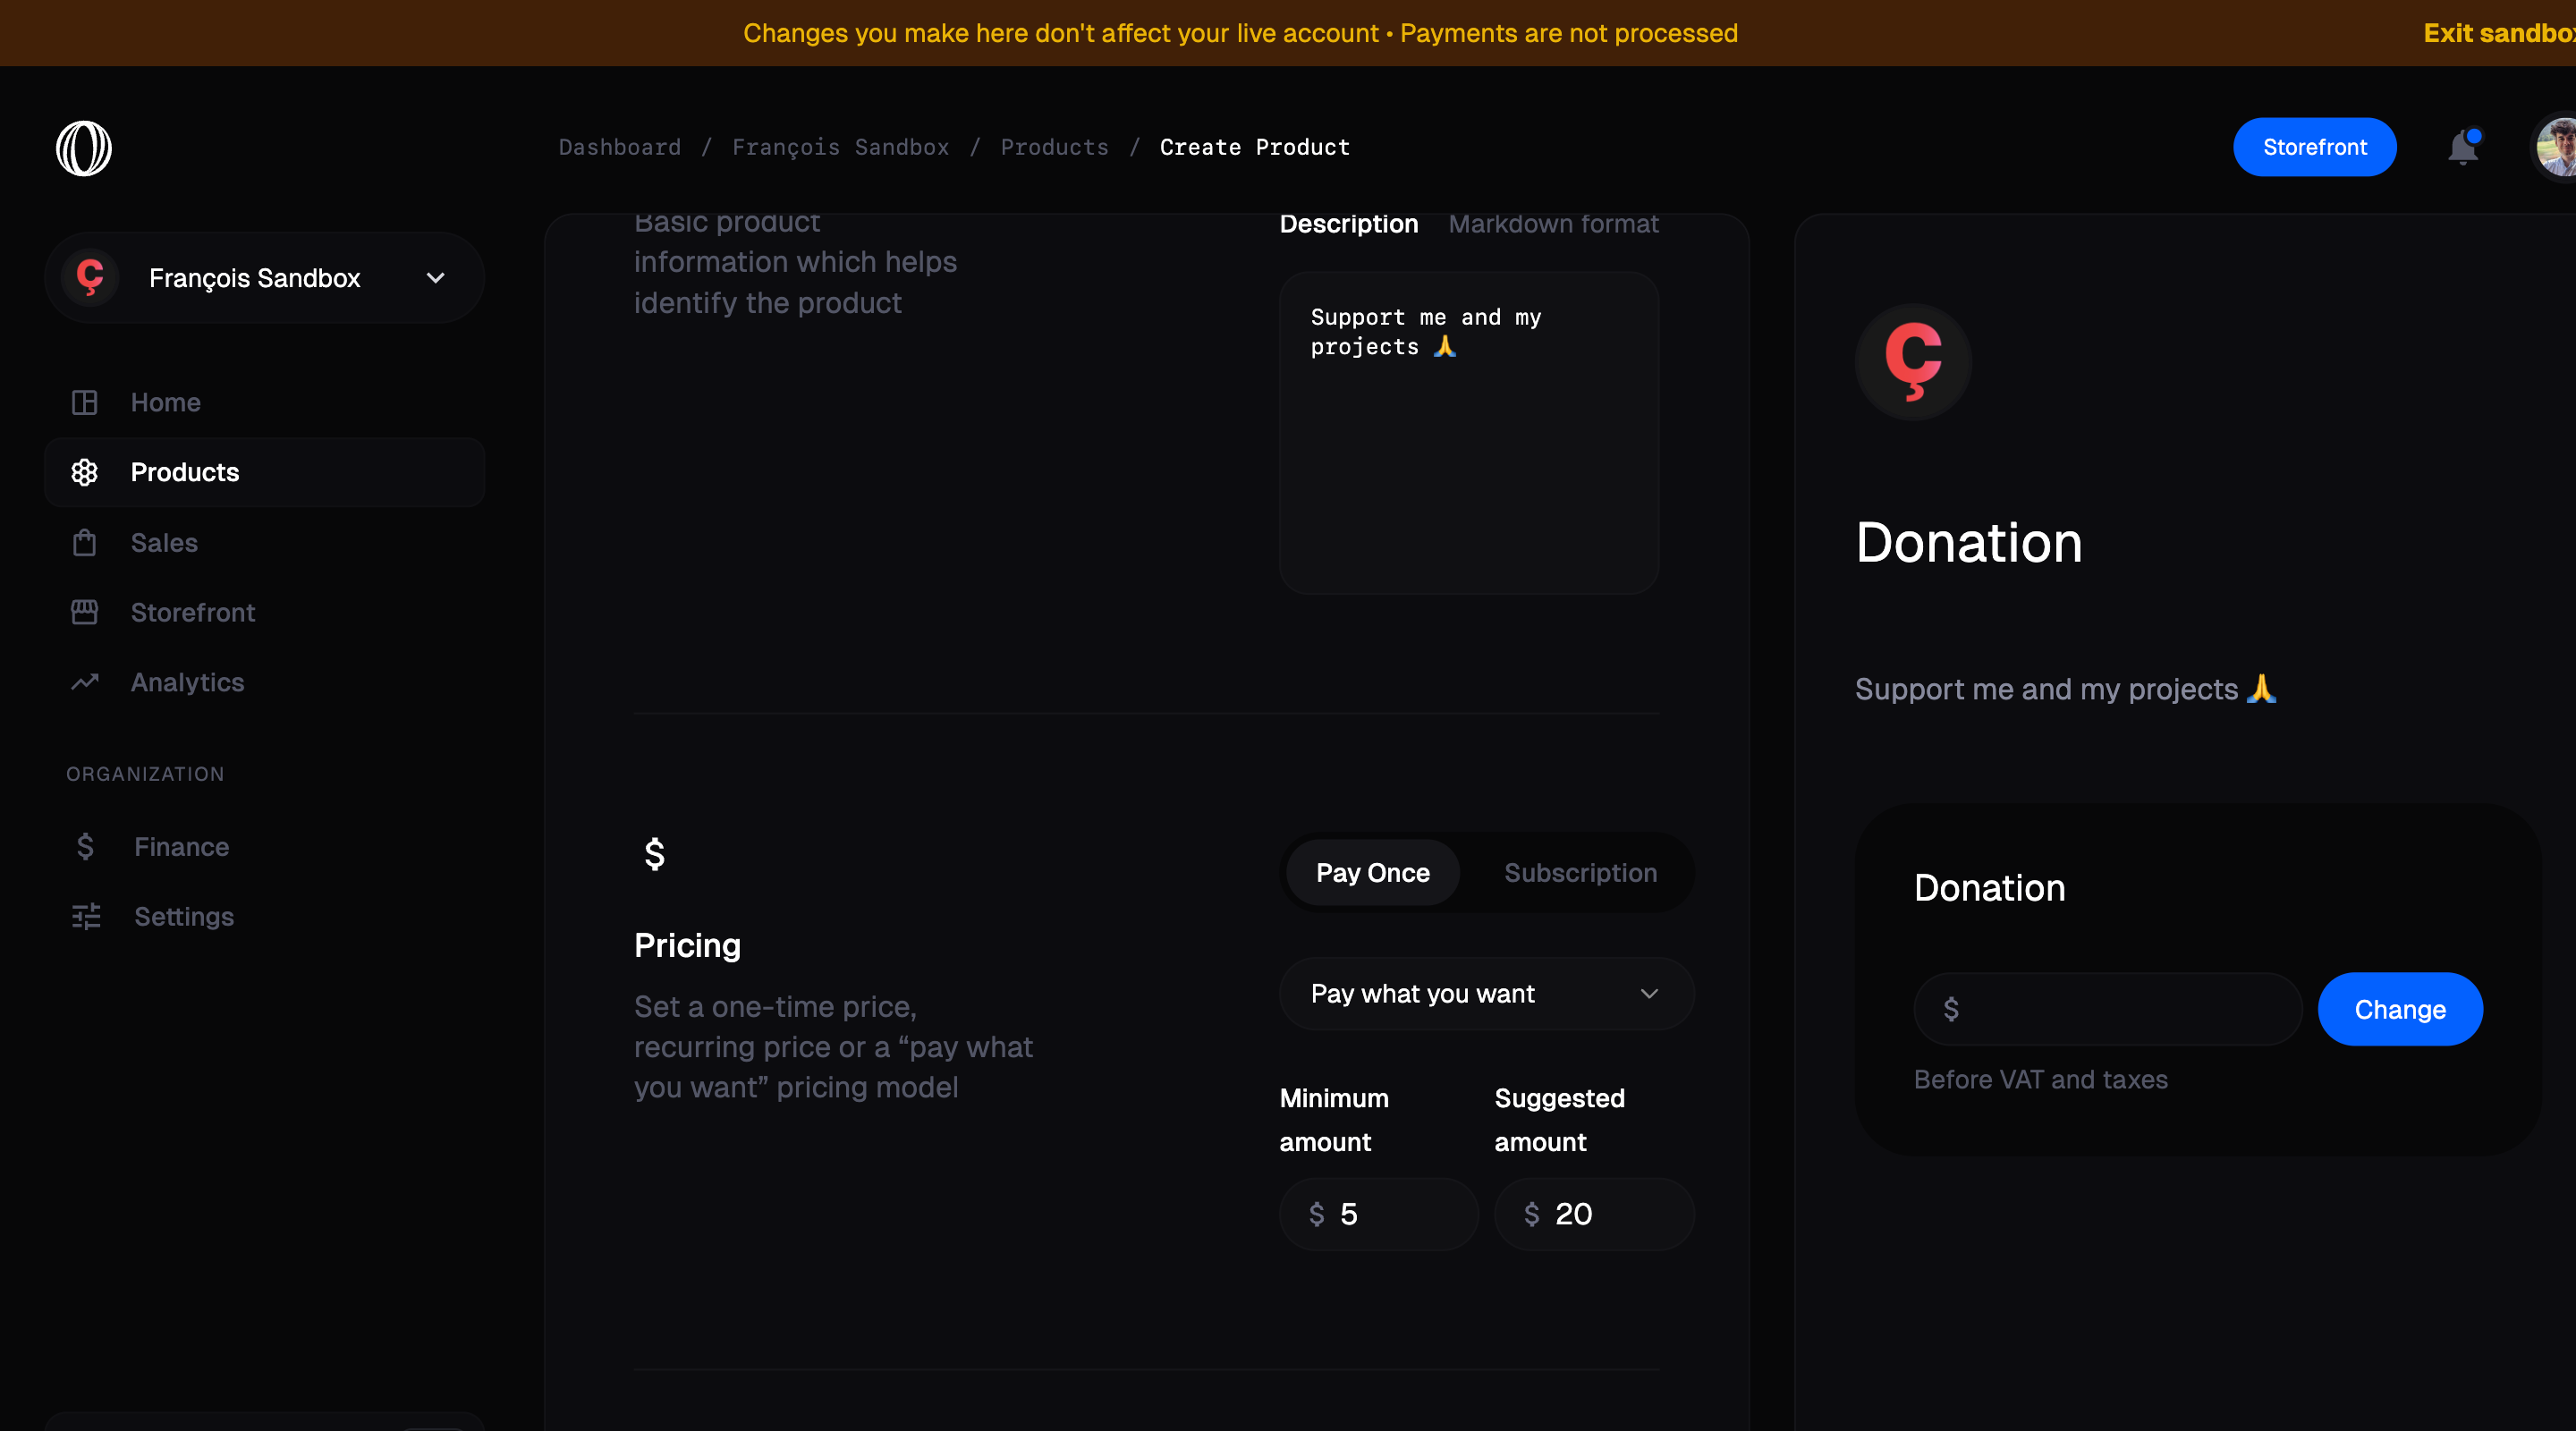 Changes you make here don't affect your live account • Payments are not processed
Exit sandbox
Dashboard / François Sandbox / Products / Create Product
Storefront
Ç
François Sandbox
Home
Products
Sales
Storefront
Analytics
ORGANIZATION
Finance
Settings
Basic product
information which helps
identify the product
Description
Markdown format
Support me and my
projects 🙏
$
Pricing
Set a one-time price,
recurring price or a “pay what
you want” pricing model
Pay Once
Subscription
Pay what you want
Minimum
amount
Suggested
amount
$ 5
$ 20
Ç
Donation
Support me and my projects 🙏
Donation
$
Change
Before VAT and taxes